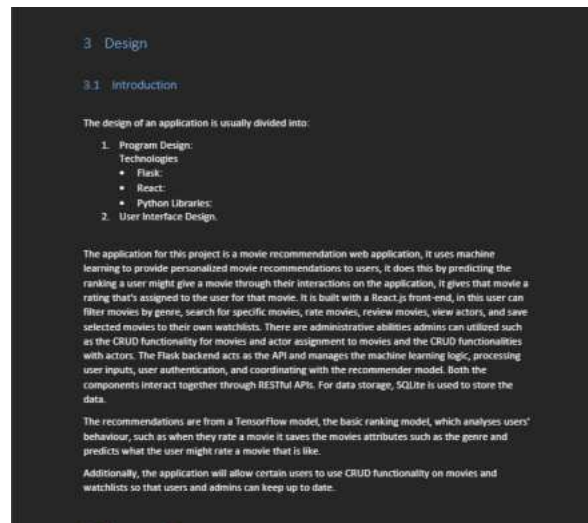 3 Design
3.1 Introduction
The design of an application is usually divided into:
1. Program Design:
Technologies
• Flask:
• React:
• Python Libraries:
2. User Interface Design.
The application for this project is a movie recommendation web application, it uses machine
learning to provide personalized movie recommendations to users, it does this by predicting the
ranking a user might give a movie through their interactions on the application, it gives that movie a
rating that's assigned to the user for that movie. It is built with a React.js front-end, in this user can
filter movies by genre, search for specific movies, rate movies, review movies, view actors, and save
selected movies to their own watchlists. There are administrative abilities admins can utilized such
as the CRUD functionality for movies and actor assignment to movies and the CRUD functionalities
with actors. The Flask backend acts as the API and manages the machine learning logic, processing
user inputs, user authentication, and coordinating with the recommender model. Both the
components interact together through RESTful APIs. For data storage, SQLite is used to store the
data.
The recommendations are from a TensorFlow model, the basic ranking model, which analyses users'
behaviour, such as when they rate a movie it saves the movies attributes such as the genre and
predicts what the user might rate a movie that is like.
Additionally, the application will allow certain users to use CRUD functionality on movies and
watchlists so that users and admins can keep up to date.